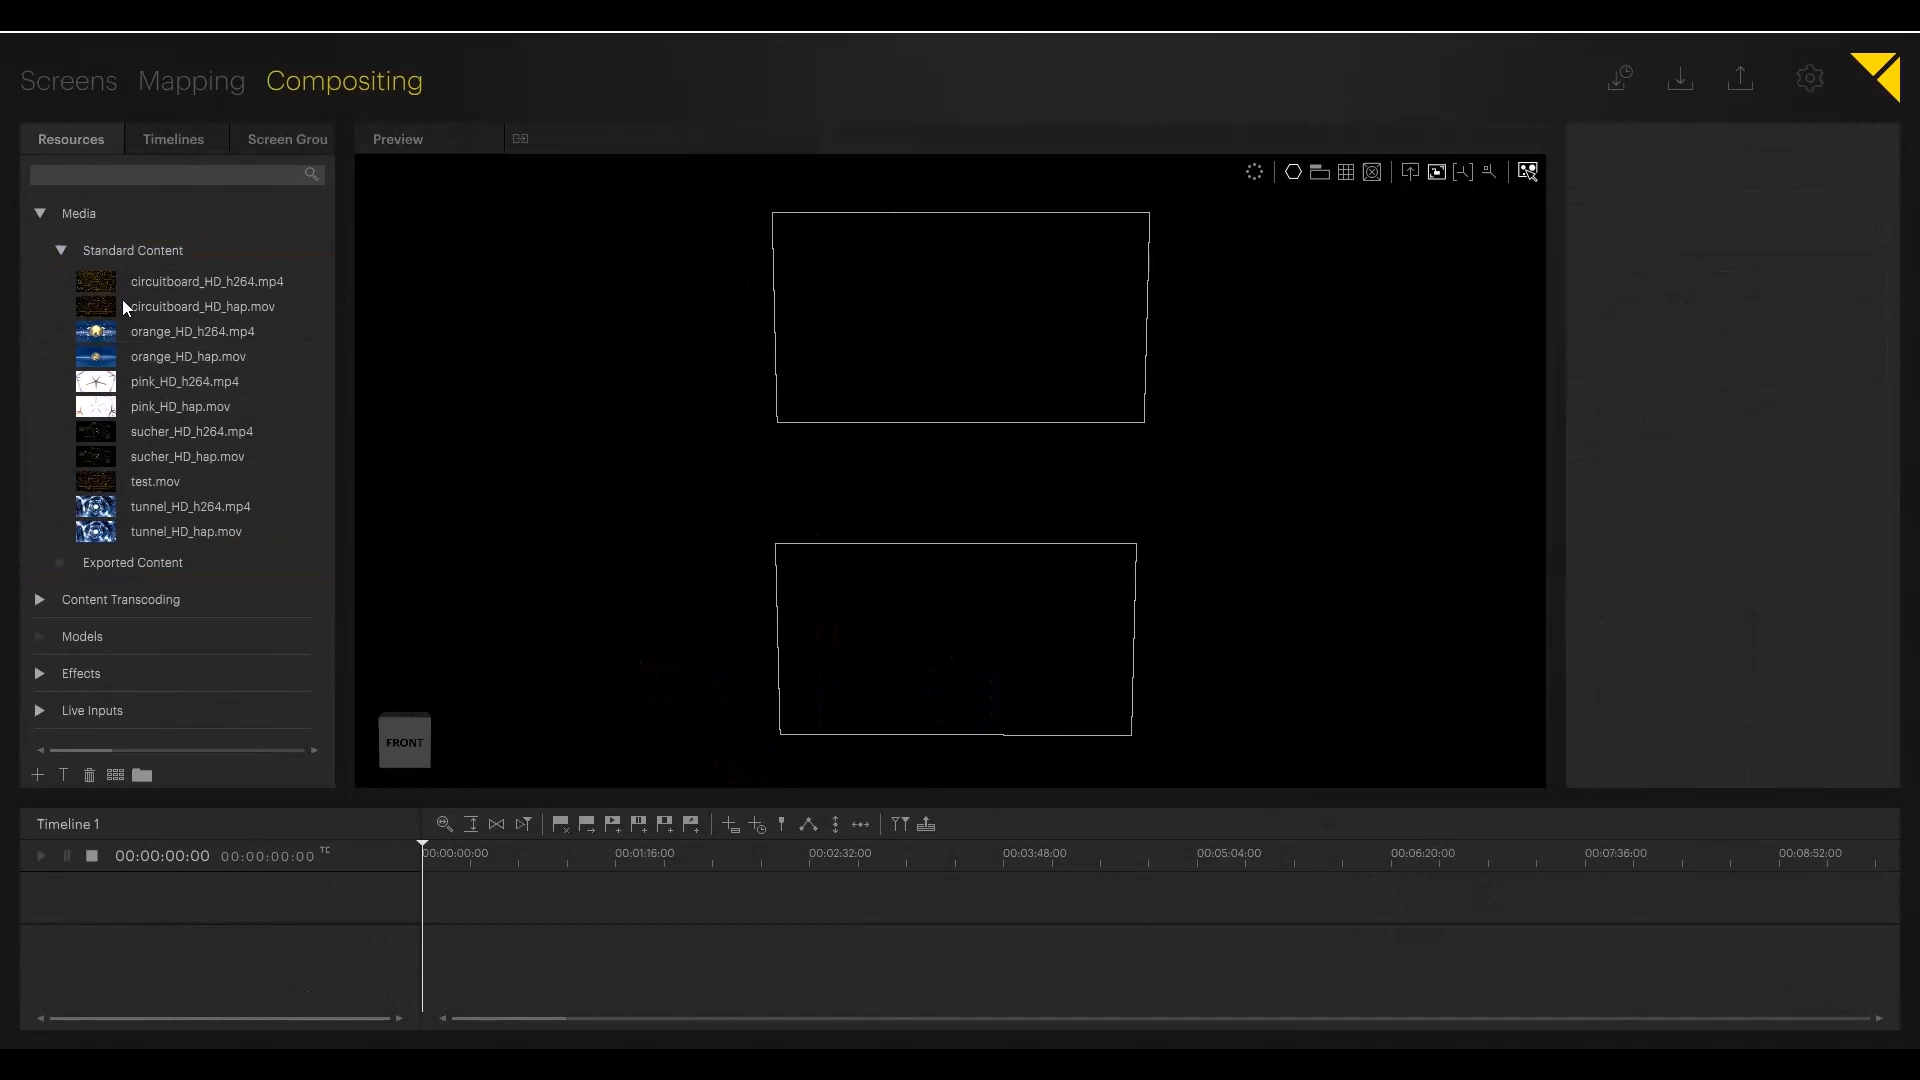 Screens Mapping Compositing
Resources Timelines Screen Grou
Preview
Media
Standard Content
circuitboard_HD_h264.mp4
circuitboard_HD_hap.mov
orange_HD_h264.mp4
orange_HD_hap.mov
pink_HD_h264.mp4
pink_HD_hap.mov
sucher_HD_h264.mp4
sucher_HD_hap.mov
test.mov
tunnel_HD_h264.mp4
tunnel_HD_hap.mov
Exported Content
Content Transcoding
Models
Effects
Live Inputs
FRONT
Timeline 1
00:00:00:00 00:00:00:00 TC
00:00:00:00 00:01:16:00 00:02:32:00 00:03:48:00 00:05:04:00 00:06:20:00 00:07:36:00 00:08:52:00